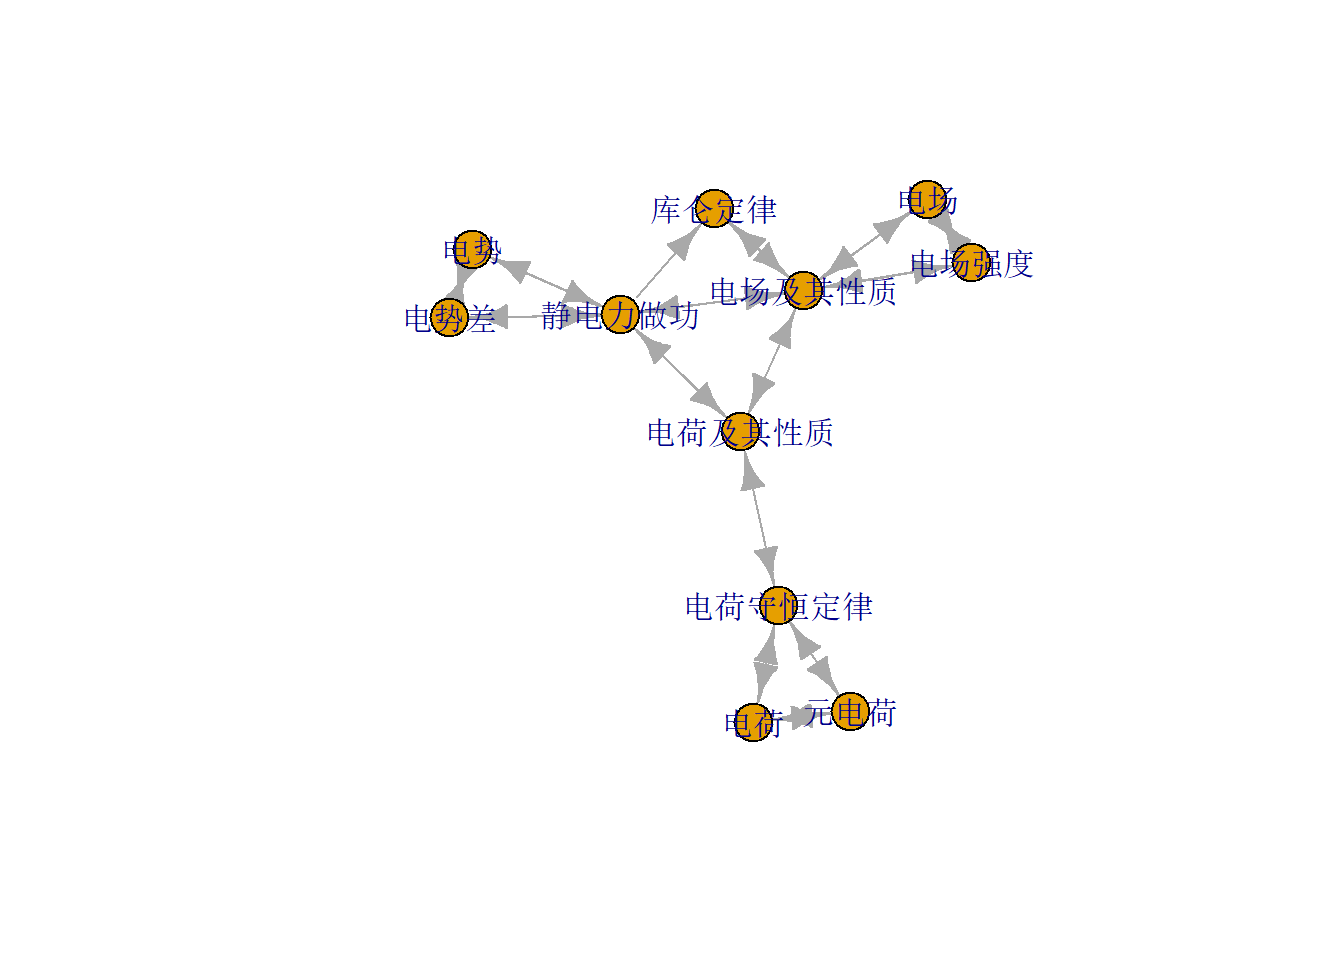 电场
库仑定律
电势
电场强度
电场及其性质
静电力做功
电势差
电荷及其性质
电荷守恒定律
元电荷
电荷